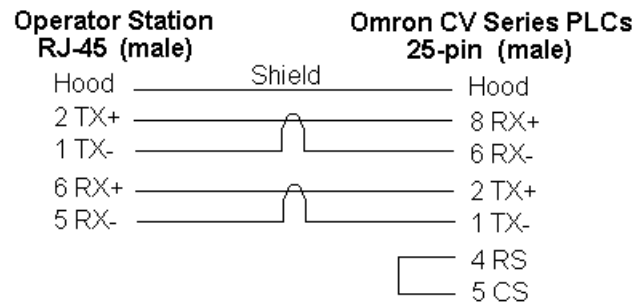 Operator Station
RJ-45 (male)
Omron CV Series PLCs
25-pin (male)
Hood
Shield
Hood
2 TX+
8 RX+
1 TX-
6 RX-
6 RX+
2 TX+
5 RX-
1 TX-
4 RS
5 CS